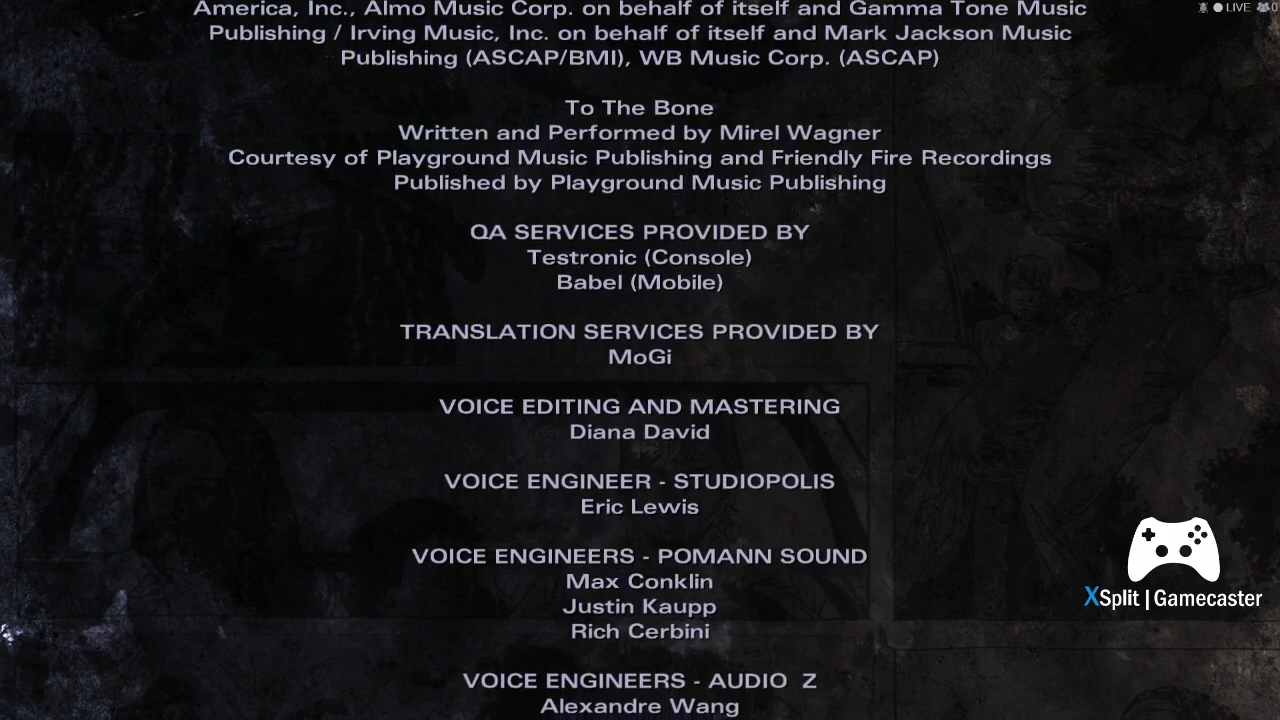 LIVE 0
America, Inc., Almo Music Corp. on behalf of itself and Gamma Tone Music
Publishing / Irving Music, Inc. on behalf of itself and Mark Jackson Music
Publishing (ASCAP/BMI), WB Music Corp. (ASCAP)
To The Bone
Written and Performed by Mirel Wagner
Courtesy of Playground Music Publishing and Friendly Fire Recordings
Published by Playground Music Publishing
QA SERVICES PROVIDED BY
Testronic (Console)
Babel (Mobile)
TRANSLATION SERVICES PROVIDED BY
MoGi
VOICE EDITING AND MASTERING
Diana David
VOICE ENGINEER - STUDIOPOLIS
Eric Lewis
VOICE ENGINEERS - POMANN SOUND
Max Conklin
Justin Kaupp
Rich Cerbini
VOICE ENGINEERS - AUDIO  Z
Alexandre Wang
XSplit | Gamecaster